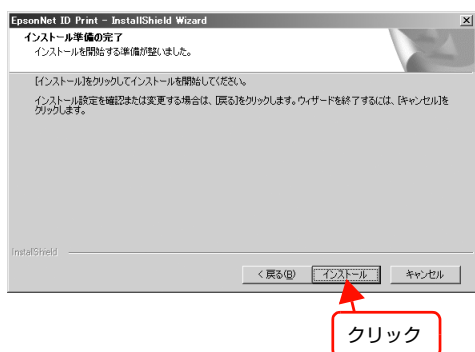 EpsonNet ID Print - InstallShield Wizard
インストール準備の完了
インストールを開始する準備が整いました。
[インストール]をクリックしてインストールを開始してください。
インストール設定を確認または変更する場合は、[戻る]をクリックします。ウィザードを終了するには、[キャンセル]を
クリックします。
InstallShield
< 戻る(B) インストール キャンセル
クリック